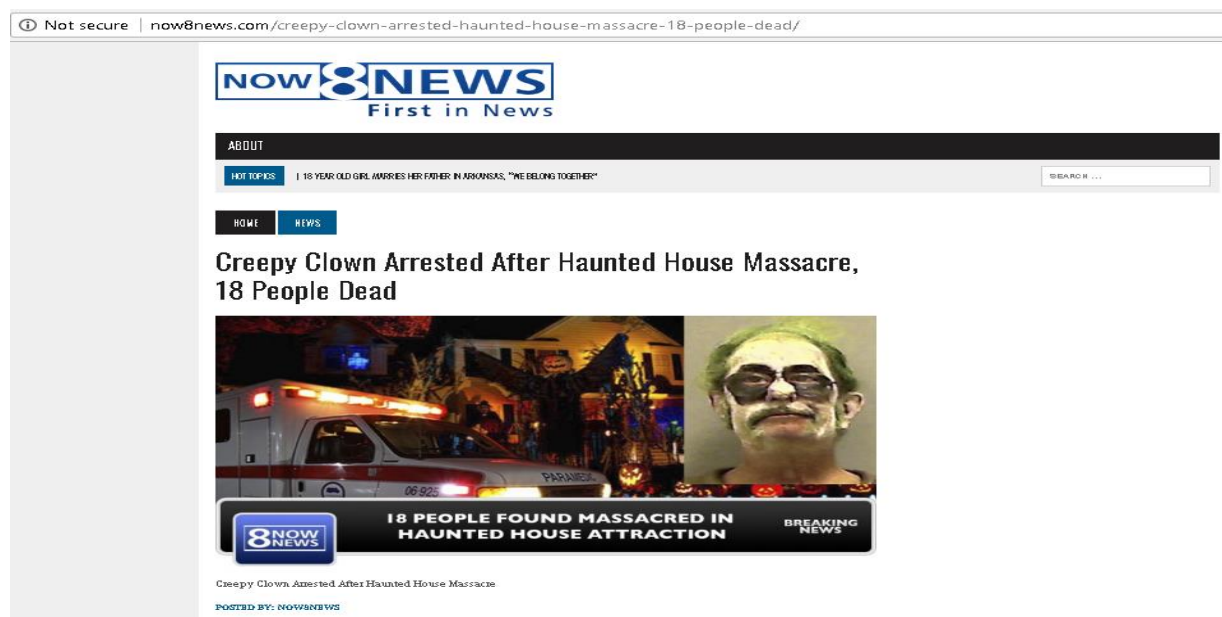 Not secure | now8news.com/creepy-clown-arrested-haunted-house-massacre-18-people-dead/
NOW 8 NEWS
First in News
ABOUT
HOT TOPICS | 18 YEAR OLD GIRL MARRIES HER FATHER IN ARKANSAS, "WE BELONG TOGETHER" SEARCH ...
HOME NEWS
Creepy Clown Arrested After Haunted House Massacre,
18 People Dead
PARAMEDIC
06-925
18 PEOPLE FOUND MASSACRED IN
HAUNTED HOUSE ATTRACTION
BREAKING
NEWS
8 NOW
NEWS
Creepy Clown Arrested After Haunted House Massacre
POSTED BY: NOW8NEWS